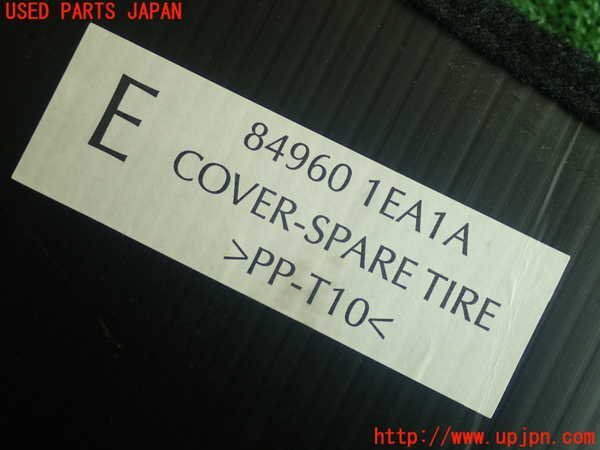 USED PARTS JAPAN
E
84960 1EA1A
COVER-SPARE TIRE
>PP-T10<
http://www.upjpn.com/